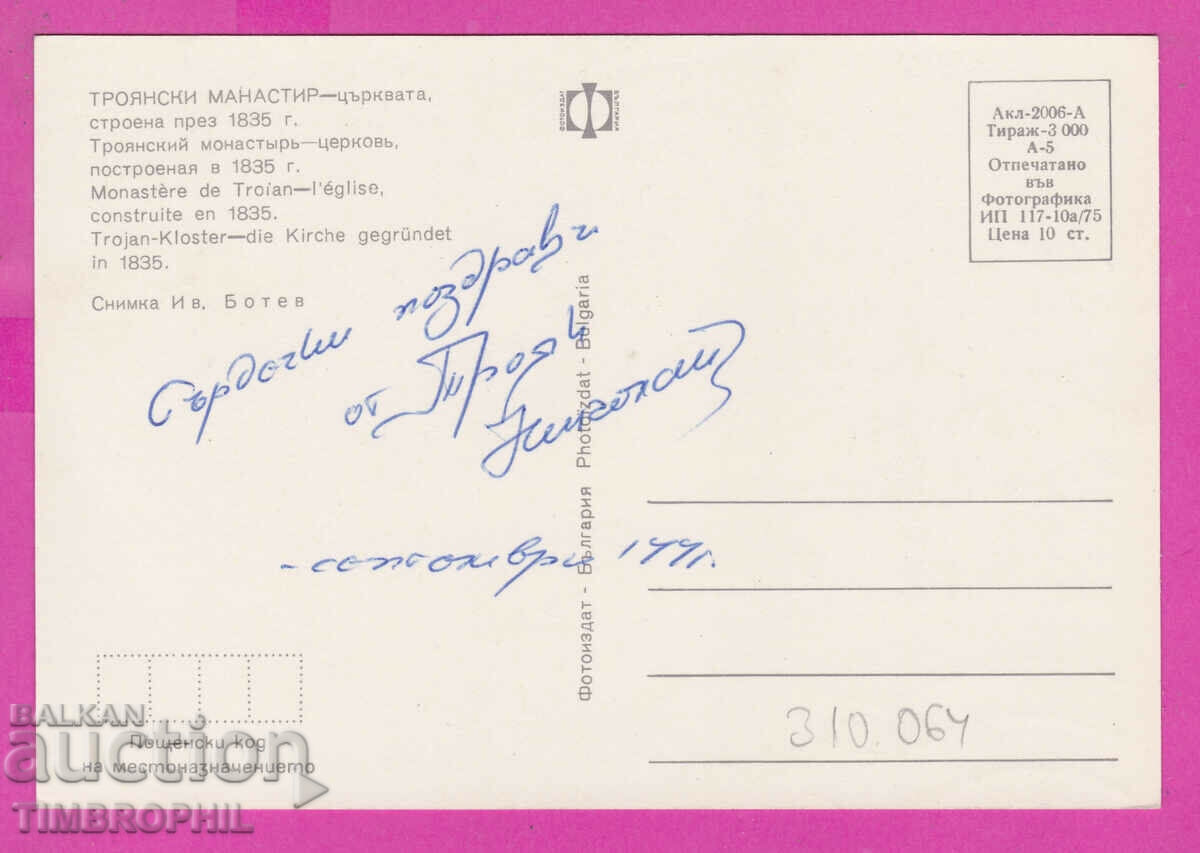 ТРОЯНСКИ МАНАСТИР—църквата,
строена през 1835 г.
Троянский монастырь—церковь,
построеная в 1835 г.
Monastère de Troïan—l'église,
construite en 1835.
Trojan-Kloster—die Kirche gegründet
in 1835.
Снимка Ив. Ботев
ФОТОИЗДАТ
БЪЛГАРИЯ
Акл-2006-А
Тираж-3 000
А-5
Отпечатано
във
Фотографика
ИП 117-10а/75
Цена 10 ст.
Сърдечни поздрави
от Троян
-септември 1991г.
Фотоиздат - България Photoizdat - Bulgaria
310.064
Пощенски код
на местоназначението
BALKAN
auction
TIMBROPHIL